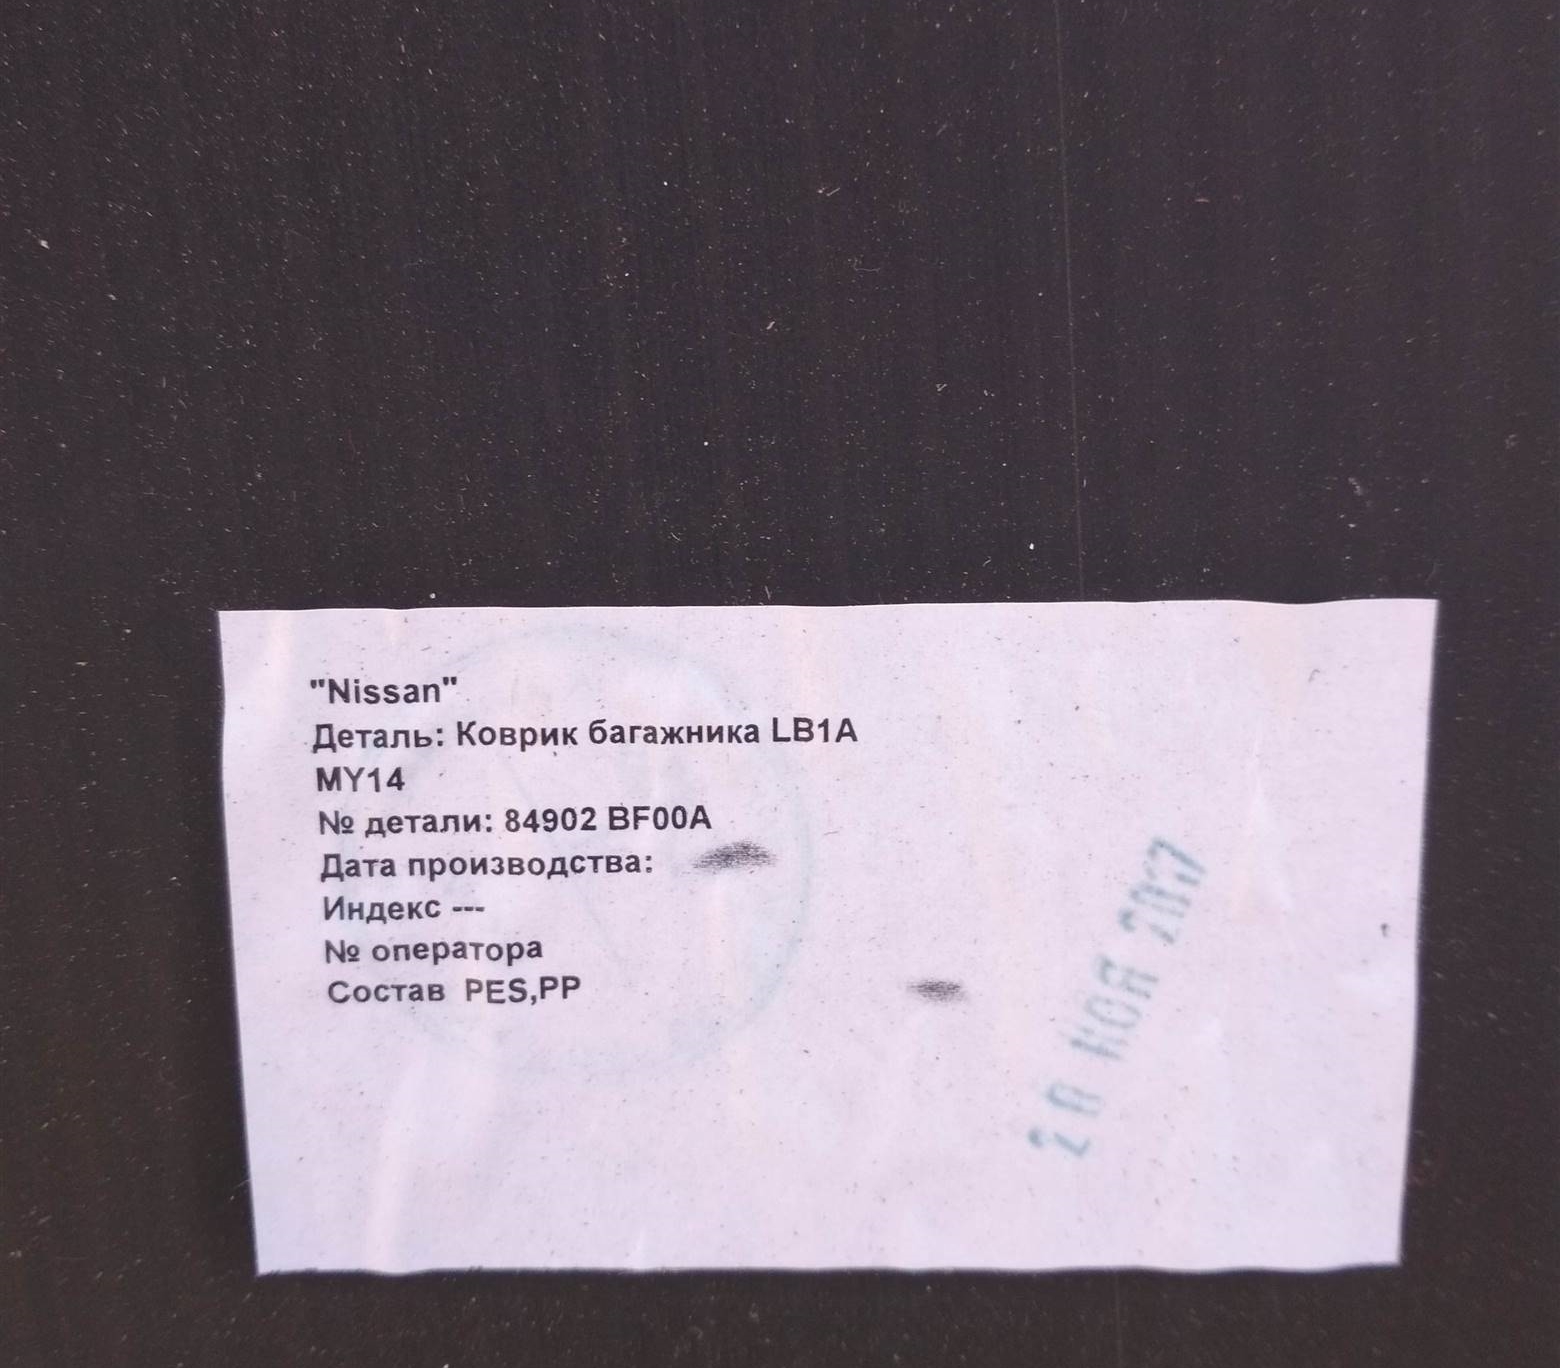 "Nissan"
Деталь: Коврик багажника LB1A
MY14
№ детали: 84902 BF00A
Дата производства:
Индекс ---
№ оператора
Состав PES,PP
20 НОЯ 2017